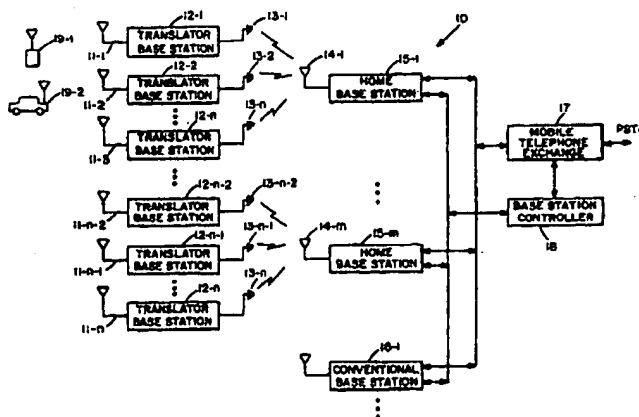 10
19-1
19-2
11-1
12-1
TRANSLATOR
BASE STATION
13-1
11-2
12-2
TRANSLATOR
BASE STATION
13-2
11-3
12-n
TRANSLATOR
BASE STATION
13-n
14-1
15-1
HOME
BASE STATION
17
MOBILE
TELEPHONE
EXCHANGE
18
BASE STATION
CONTROLLER
11-n-2
12-n-2
TRANSLATOR
BASE STATION
13-n-2
11-n-1
12-n-1
TRANSLATOR
BASE STATION
13-n-1
11-n
12-n
TRANSLATOR
BASE STATION
13-n
14-m
15-m
HOME
BASE STATION
16-1
CONVENTIONAL
BASE STATION